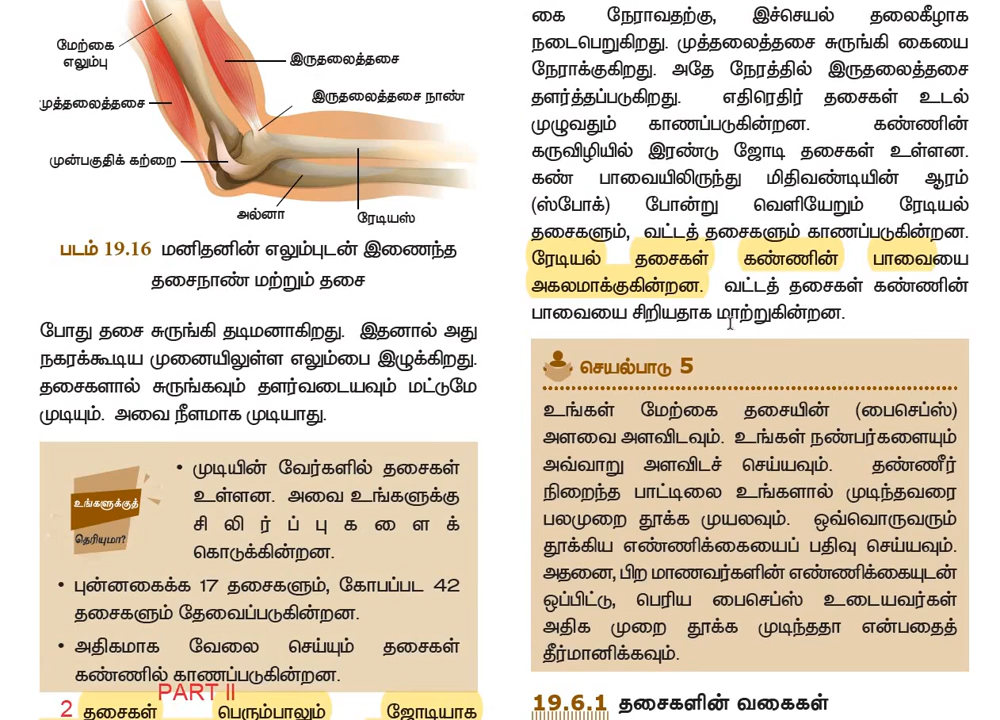 மேற்கை
எலும்பு
இருதலைத்தசை
இருதலைத்தசை நாண்
முத்தலைத்தசை
முன்பகுதிக் கற்றை
அல்னா
ரேடியஸ்
படம் 19.16 மனிதனின் எலும்புடன் இணைந்த
தசைநாண் மற்றும் தசை
போது தசை சுருங்கி தடிமனாகிறது. இதனால் அது
நகரக்கூடிய முனையிலுள்ள எலும்பை இழுக்கிறது.
தசைகளால் சுருங்கவும் தளர்வடையவும் மட்டுமே
முடியும். அவை நீளமாக முடியாது.
உங்களுக்குத்
தெரியுமா?
• முடியின் வேர்களில் தசைகள்
உள்ளன. அவை உங்களுக்கு
சி லி ர் ப் பு க ளை க்
கொடுக்கின்றன.
• புன்னகைக்க 17 தசைகளும், கோபப்பட 42
தசைகளும் தேவைப்படுகின்றன.
• அதிகமாக வேலை செய்யும் தசைகள்
கண்ணில் காணப்படுகின்றன.
PART II
2 தசைகள் பெரும்பாலும் ஜோடியாக
கை நேராவதற்கு, இச்செயல் தலைகீழாக
நடைபெறுகிறது. முத்தலைத்தசை சுருங்கி கையை
நேராக்குகிறது. அதே நேரத்தில் இருதலைத்தசை
தளர்த்தப்படுகிறது. எதிரெதிர் தசைகள் உடல்
முழுவதும் காணப்படுகின்றன. கண்ணின்
கருவிழியில் இரண்டு ஜோடி தசைகள் உள்ளன.
கண் பாவையிலிருந்து மிதிவண்டியின் ஆரம்
(ஸ்போக்) போன்று வெளியேறும் ரேடியல்
தசைகளும், வட்டத் தசைகளும் காணப்படுகின்றன.
ரேடியல் தசைகள் கண்ணின் பாவையை
அகலமாக்குகின்றன. வட்டத் தசைகள் கண்ணின்
பாவையை சிறியதாக மாற்றுகின்றன.
செயல்பாடு 5
உங்கள் மேற்கை தசையின் (பைசெப்ஸ்)
அளவை அளவிடவும். உங்கள் நண்பர்களையும்
அவ்வாறு அளவிடச் செய்யவும். தண்ணீர்
நிறைந்த பாட்டிலை உங்களால் முடிந்தவரை
பலமுறை தூக்க முயலவும். ஒவ்வொருவரும்
தூக்கிய எண்ணிக்கையைப் பதிவு செய்யவும்.
அதனை, பிற மாணவர்களின் எண்ணிக்கையுடன்
ஒப்பிட்டு, பெரிய பைசெப்ஸ் உடையவர்கள்
அதிக முறை தூக்க முடிந்ததா என்பதைத்
தீர்மானிக்கவும்.
19.6.1 தசைகளின் வகைகள்